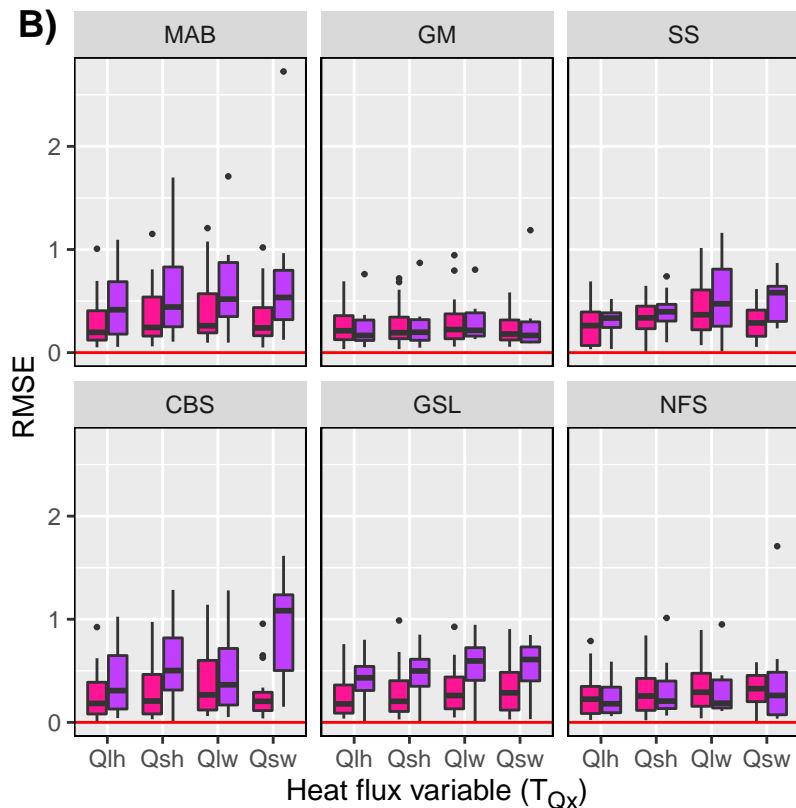 B)
MAB GM SS
2
1
0
CBS GSL NFS
2
1
0
RMSE
Qlh Qsh Qlw Qsw Qlh Qsh Qlw Qsw Qlh Qsh Qlw Qsw
Heat flux variable (T_Qx)